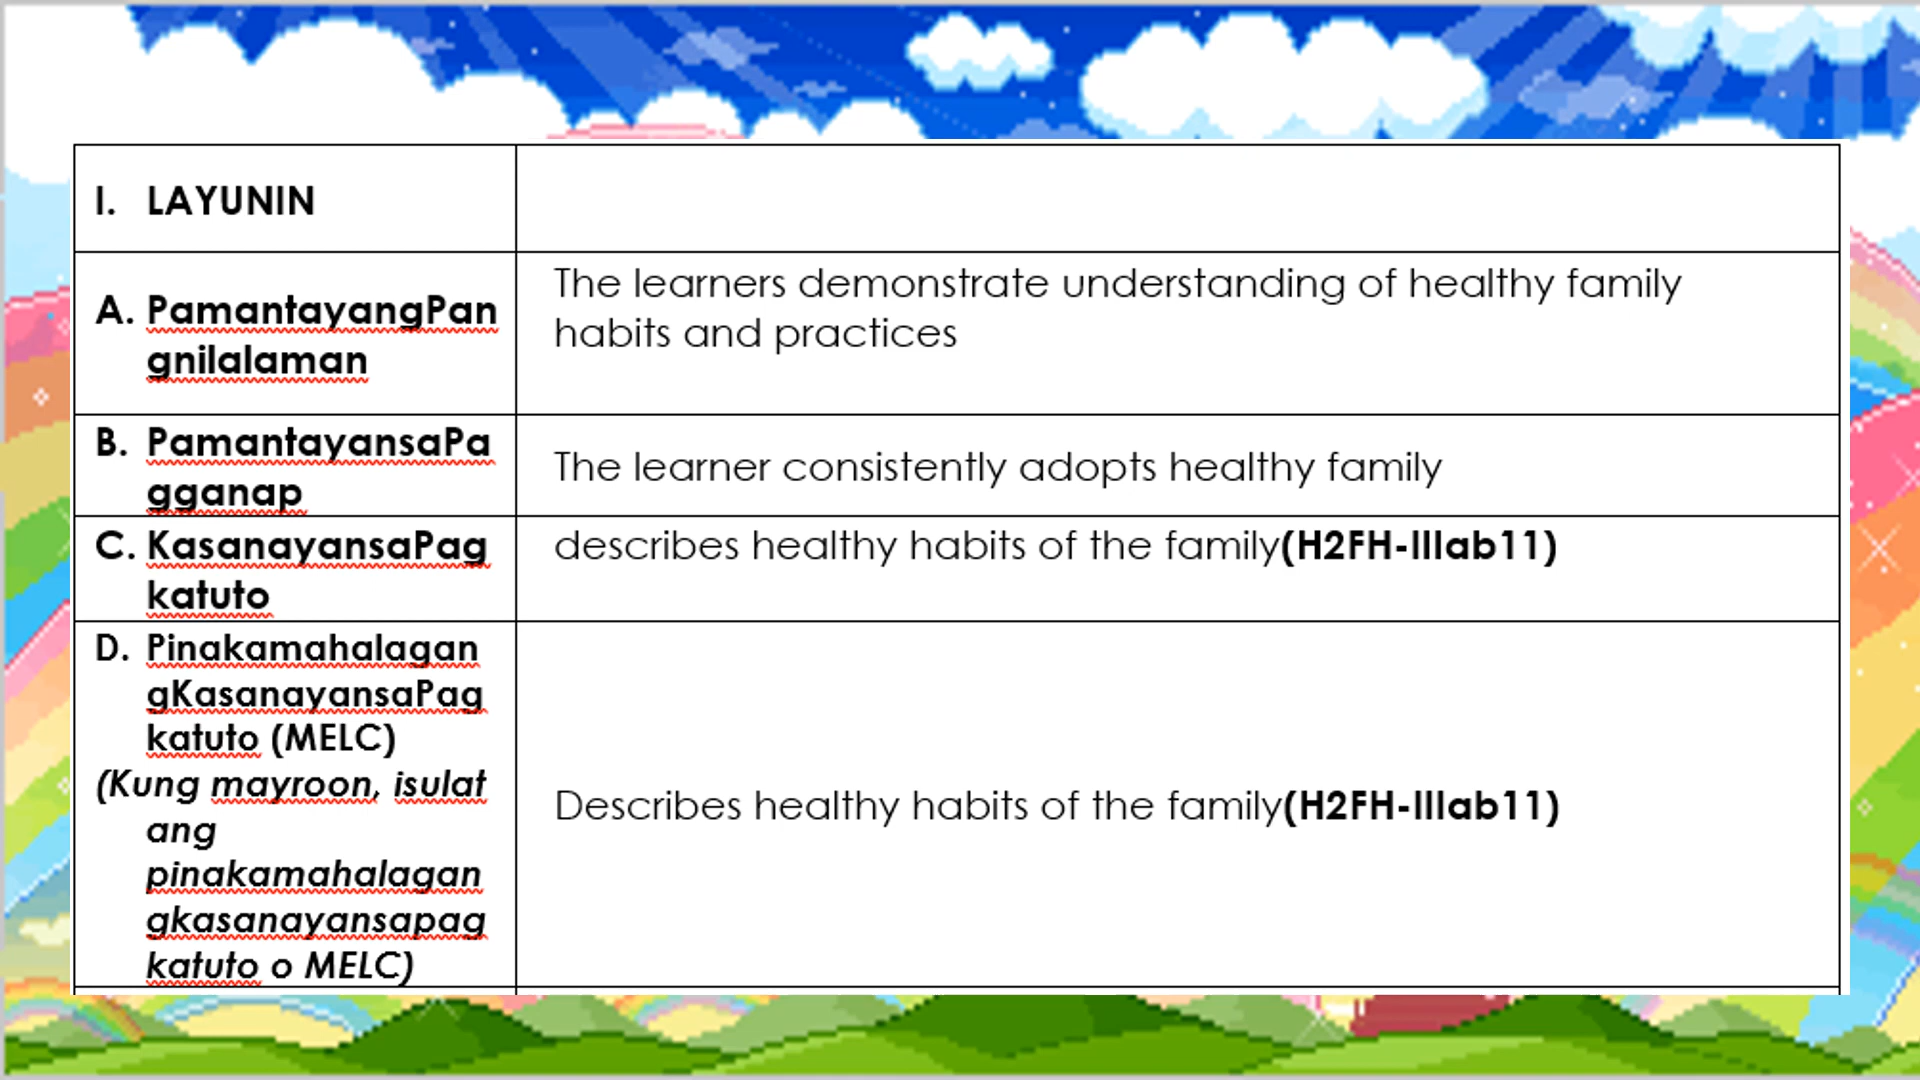 I. LAYUNIN
A. PamantayangPan
gnilalaman
The learners demonstrate understanding of healthy family
habits and practices
B. PamantayansaPa
gganap
The learner consistently adopts healthy family
C. KasanayansaPag
katuto
describes healthy habits of the family(H2FH-IIIab11)
D. Pinakamahalagan
gKasanayansaPag
katuto (MELC)
(Kung mayroon, isulat
ang
pinakamahalagan
gkasanayansapag
katuto o MELC)
Describes healthy habits of the family(H2FH-IIIab11)